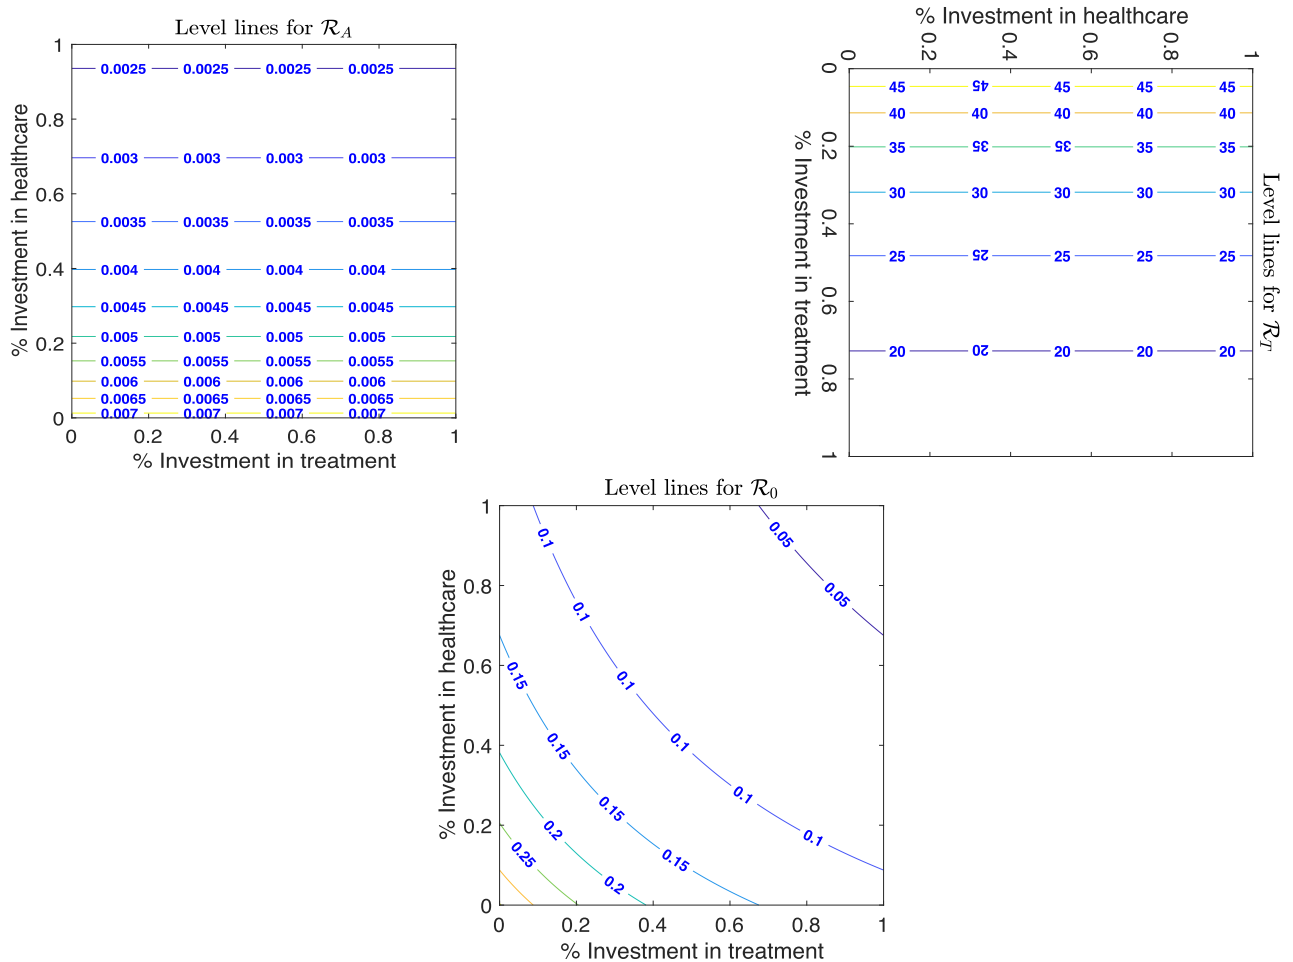 Level lines for R_A
1
0.8
0.6
0.4
0.2
0
% Investment in healthcare
0.0025 0.0025 0.0025 0.0025
0.003 0.003 0.003 0.003
0.0035 0.0035 0.0035 0.0035
0.004 0.004 0.004 0.004
0.0045 0.0045 0.0045 0.0045
0.005 0.005 0.005 0.005
0.0055 0.0055 0.0055 0.0055
0.006 0.006 0.006 0.006
0.0065 0.0065 0.0065 0.0065
0.007 0.007 0.007 0.007
0 0.2 0.4 0.6 0.8 1
% Investment in treatment
% Investment in healthcare
0 0.2 0.4 0.6 0.8 1
0
0.2
0.4
0.6
0.8
1
% Investment in treatment
45 45 45 45 45
40 40 40 40 40
35 35 35 35 35
30 30 30 30 30
25 25 25 25 25
20 20 20 20 20
Level lines for R_T
Level lines for R_0
1
0.8
0.6
0.4
0.2
0
% Investment in healthcare
0.1
0.1
0.1
0.1
0.1
0.1
0.05
0.05
0.15
0.15
0.15
0.15
0.2
0.2
0.25
0 0.2 0.4 0.6 0.8 1
% Investment in treatment